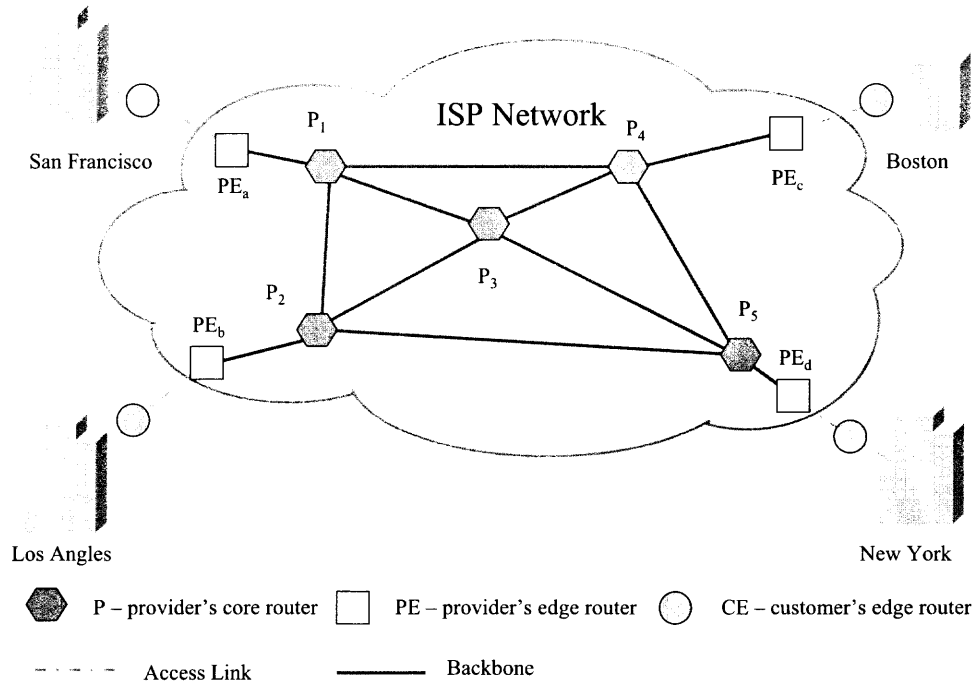 ISP Network
P1
P4
San Francisco
PEa
PEc
Boston
P3
P2
P5
PEb
PEd
Los Angles
New York
P – provider's core router
PE – provider's edge router
CE – customer's edge router
Access Link
Backbone